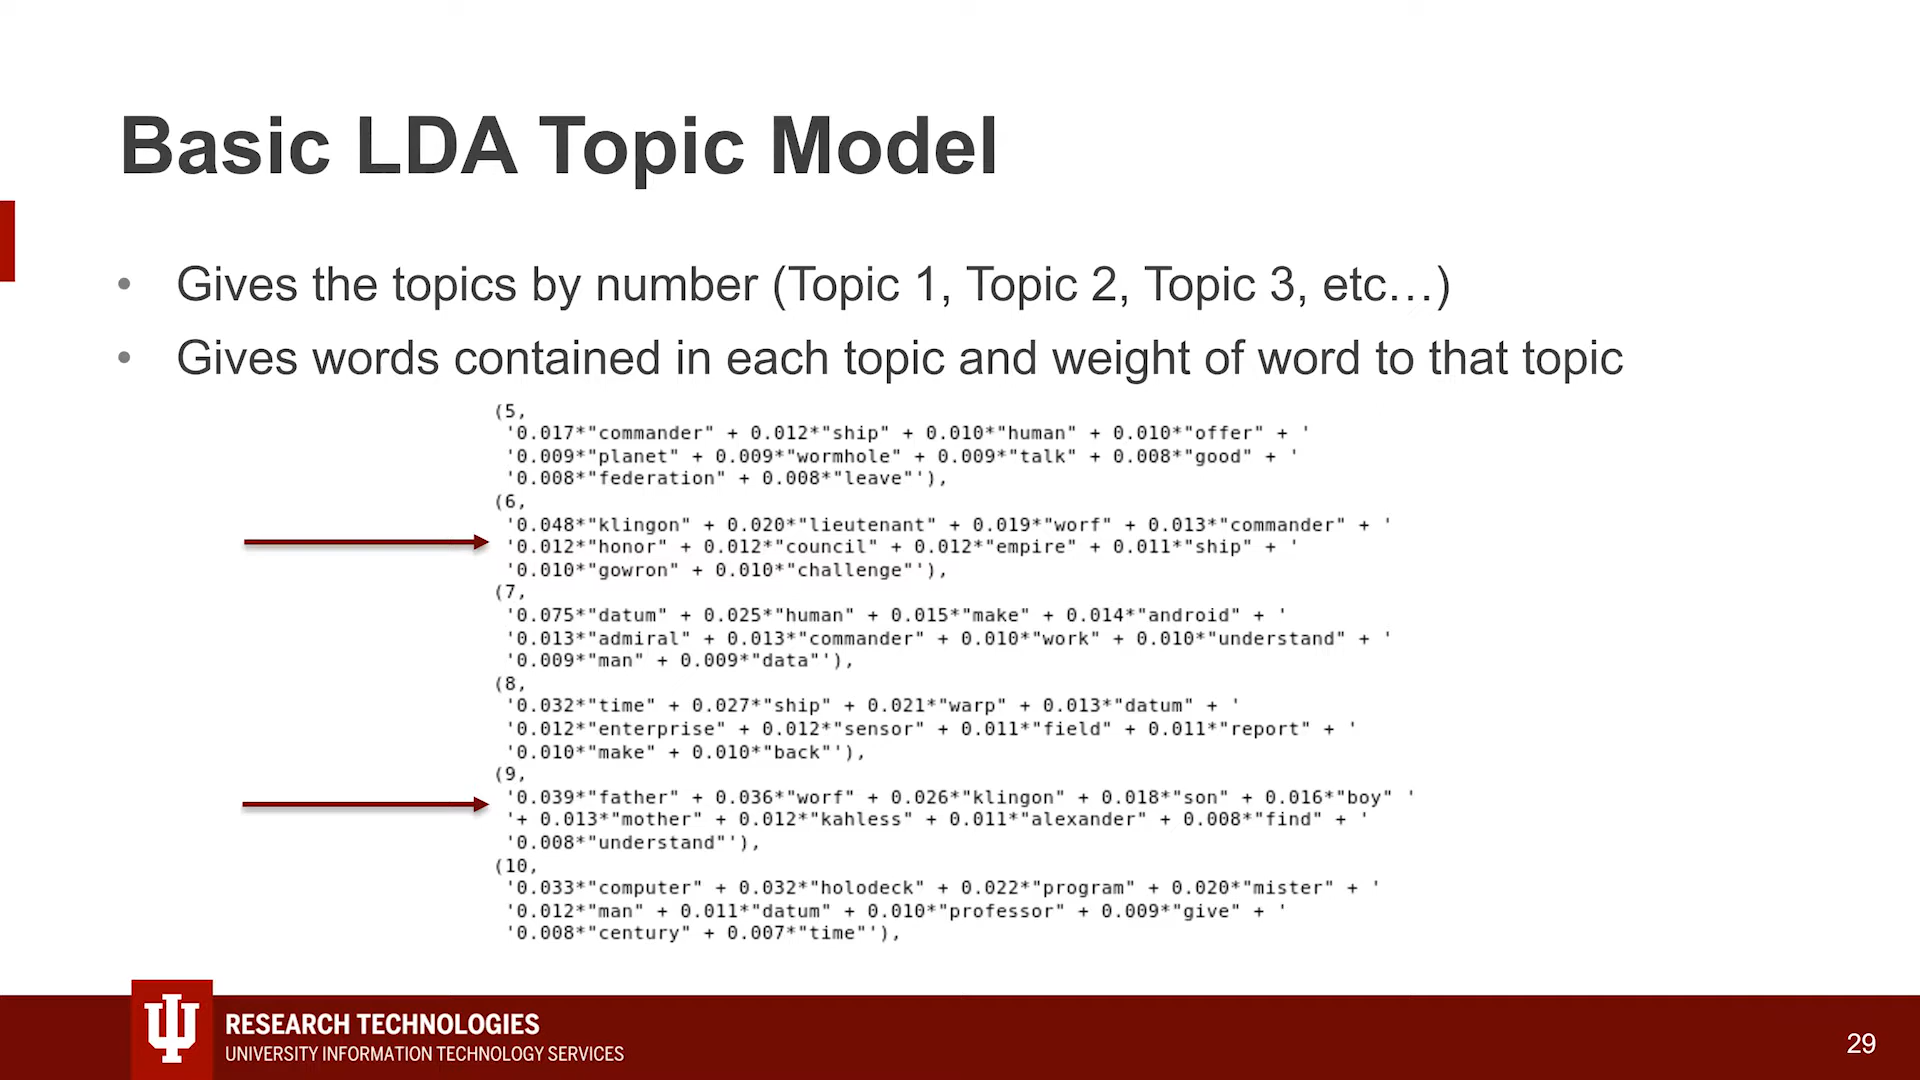 Basic LDA Topic Model
• Gives the topics by number (Topic 1, Topic 2, Topic 3, etc…)
• Gives words contained in each topic and weight of word to that topic
(5,
'0.017*"commander" + 0.012*"ship" + 0.010*"human" + 0.010*"offer" + '
'0.009*"planet" + 0.009*"wormhole" + 0.009*"talk" + 0.008*"good" + '
'0.008*"federation" + 0.008*"leave"'),
(6,
'0.048*"klingon" + 0.020*"lieutenant" + 0.019*"worf" + 0.013*"commander" + '
'0.012*"honor" + 0.012*"council" + 0.012*"empire" + 0.011*"ship" + '
'0.010*"gowron" + 0.010*"challenge"'),
(7,
'0.075*"datum" + 0.025*"human" + 0.015*"make" + 0.014*"android" + '
'0.013*"admiral" + 0.013*"commander" + 0.010*"work" + 0.010*"understand" + '
'0.009*"man" + 0.009*"data"'),
(8,
'0.032*"time" + 0.027*"ship" + 0.021*"warp" + 0.013*"datum" + '
'0.012*"enterprise" + 0.012*"sensor" + 0.011*"field" + 0.011*"report" + '
'0.010*"make" + 0.010*"back"'),
(9,
'0.039*"father" + 0.036*"worf" + 0.026*"klingon" + 0.018*"son" + 0.016*"boy" '
'+ 0.013*"mother" + 0.012*"kahless" + 0.011*"alexander" + 0.008*"find" + '
'0.008*"understand"'),
(10,
'0.033*"computer" + 0.032*"holodeck" + 0.022*"program" + 0.020*"mister" + '
'0.012*"man" + 0.011*"datum" + 0.010*"professor" + 0.009*"give" + '
'0.008*"century" + 0.007*"time"'),
RESEARCH TECHNOLOGIES
UNIVERSITY INFORMATION TECHNOLOGY SERVICES
29